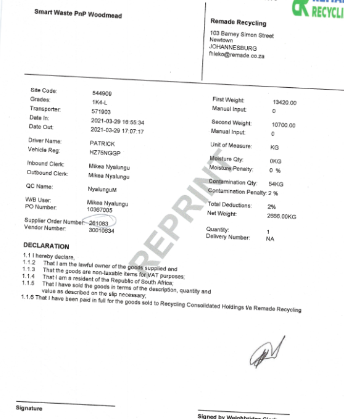 Smart Waste PnP Woodmead
RECYCLI
Remade Recycling
103 Barney Simon Street
Newtown
JOHANNESBURG
Site Code: 544909
Grades: 1K4-L
Transporter: 571903
Date In: 2021-03-29 16:55:34
Date Out: 2021-03-29 17:07:17
Driver Name: PATRICK
Vehicle Reg: HZ75NGGP
Inbound Clerk: Mikea Nyalungu
Outbound Clerk: Mikea Nyalungu
QC Name: NyalunguM
W/B User: Mikea Nyalungu
PO Number: 10367005
Supplier Order Number: 261083
Vendor Number: 30010634
First Weight: 13420.00
Manual Input: 0
Second Weight: 10700.00
Manual Input: 0
Unit of Measure: KG
Moisture Qty: 0KG
Moisture Penalty: 0 %
Contamination Qty: 54KG
Contamination Penalty: 2 %
Total Deductions: 2%
Net Weight: 2666.00KG
Quantity: 1
Delivery Number: NA
REPRINT
DECLARATION
1.1 I hereby declare,
1.1.2 That I am the lawful owner of the goods supplied and
1.1.3 That the goods are non-taxable items for VAT purposes;
1.1.4 That I am a resident of the Republic of South Africa;
1.1.5 That I have sold the goods in terms of the description, quantity and
value as described on the slip necessary;
1.1.6 That I have been paid in full for the goods sold to Recycling Consolidated Holdings t/a Remade Recycling
Signature
Signed by Weighbridge